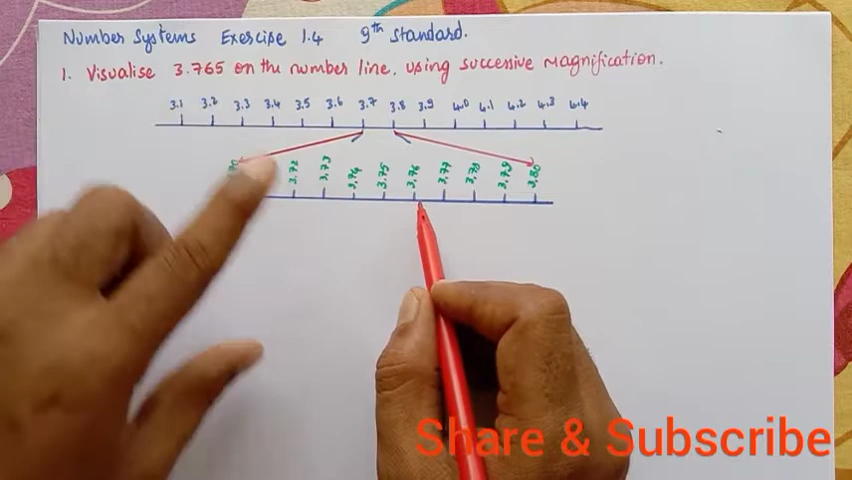 Number Systems Exercise 1.4 9th Standard.
1. Visualise 3.765 on the number line, using successive magnification.
3.1 3.2 3.3 3.4 3.5 3.6 3.7 3.8 3.9 4.0 4.1 4.2 4.3 4.4
3.72 3.73 3.74 3.75 3.76 3.77 3.78 3.79 3.80
Share & Subscribe